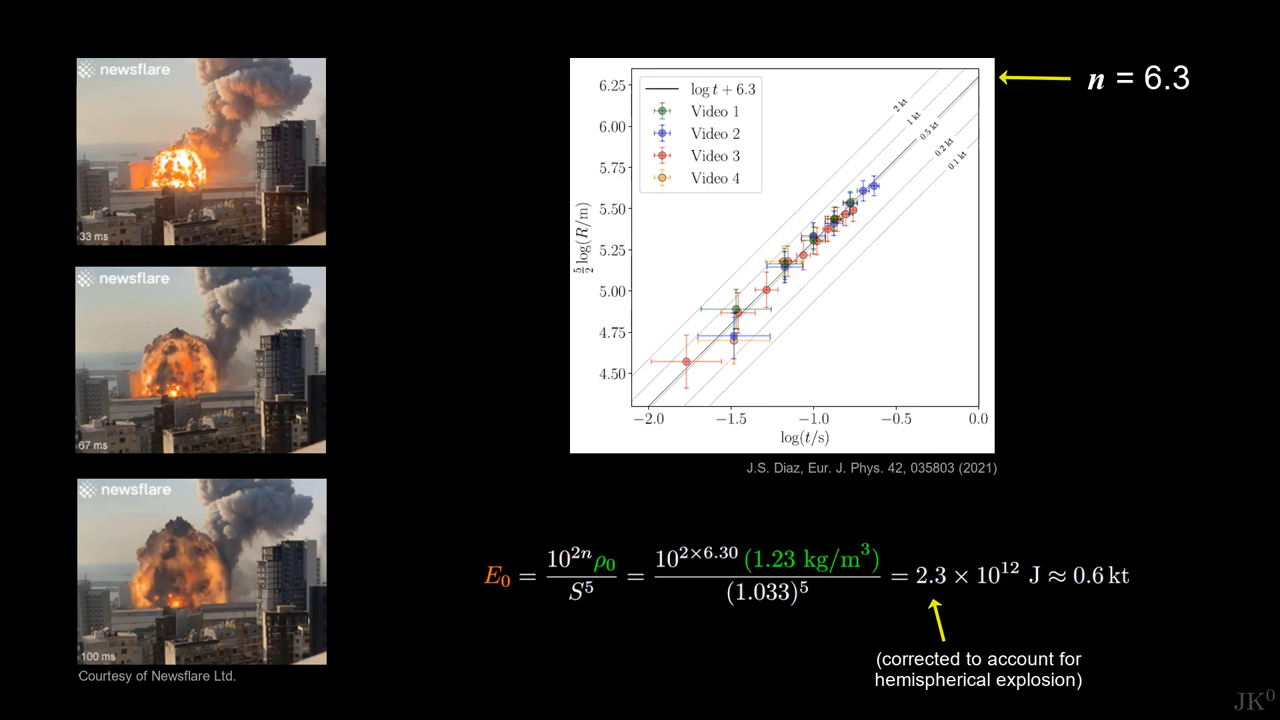 newsflare
33 ms
67 ms
newsflare
100 ms
Courtesy of Newsflare Ltd.
6.25
6.00
5.75
5.50
5.25
5.00
4.75
4.50
5/2 log(R/m)
log t + 6.3
Video 1
Video 2
Video 3
Video 4
2 kt
1 kt
0.5 kt
0.2 kt
0.1 kt
−2.0 −1.5 −1.0 −0.5 0.0
log(t/s)
n = 6.3
J.S. Diaz, Eur. J. Phys. 42, 035803 (2021)
E₀ = 10²ⁿρ₀ / S⁵ = 10^(2×6.30) (1.23 kg/m³) / (1.033)⁵ = 2.3 × 10¹² J ≈ 0.6 kt
(corrected to account for
hemispherical explosion)
JK⁰